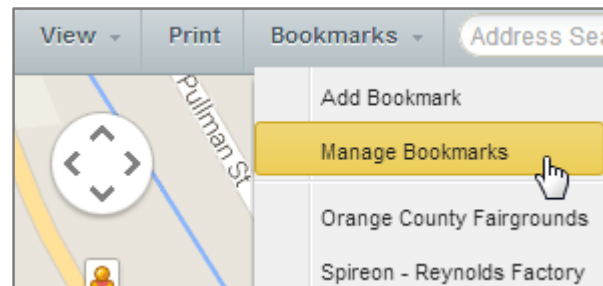 View Print Bookmarks Address Sea
Pullman St
Add Bookmark
Manage Bookmarks
Orange County Fairgrounds
Spireon - Reynolds Factory